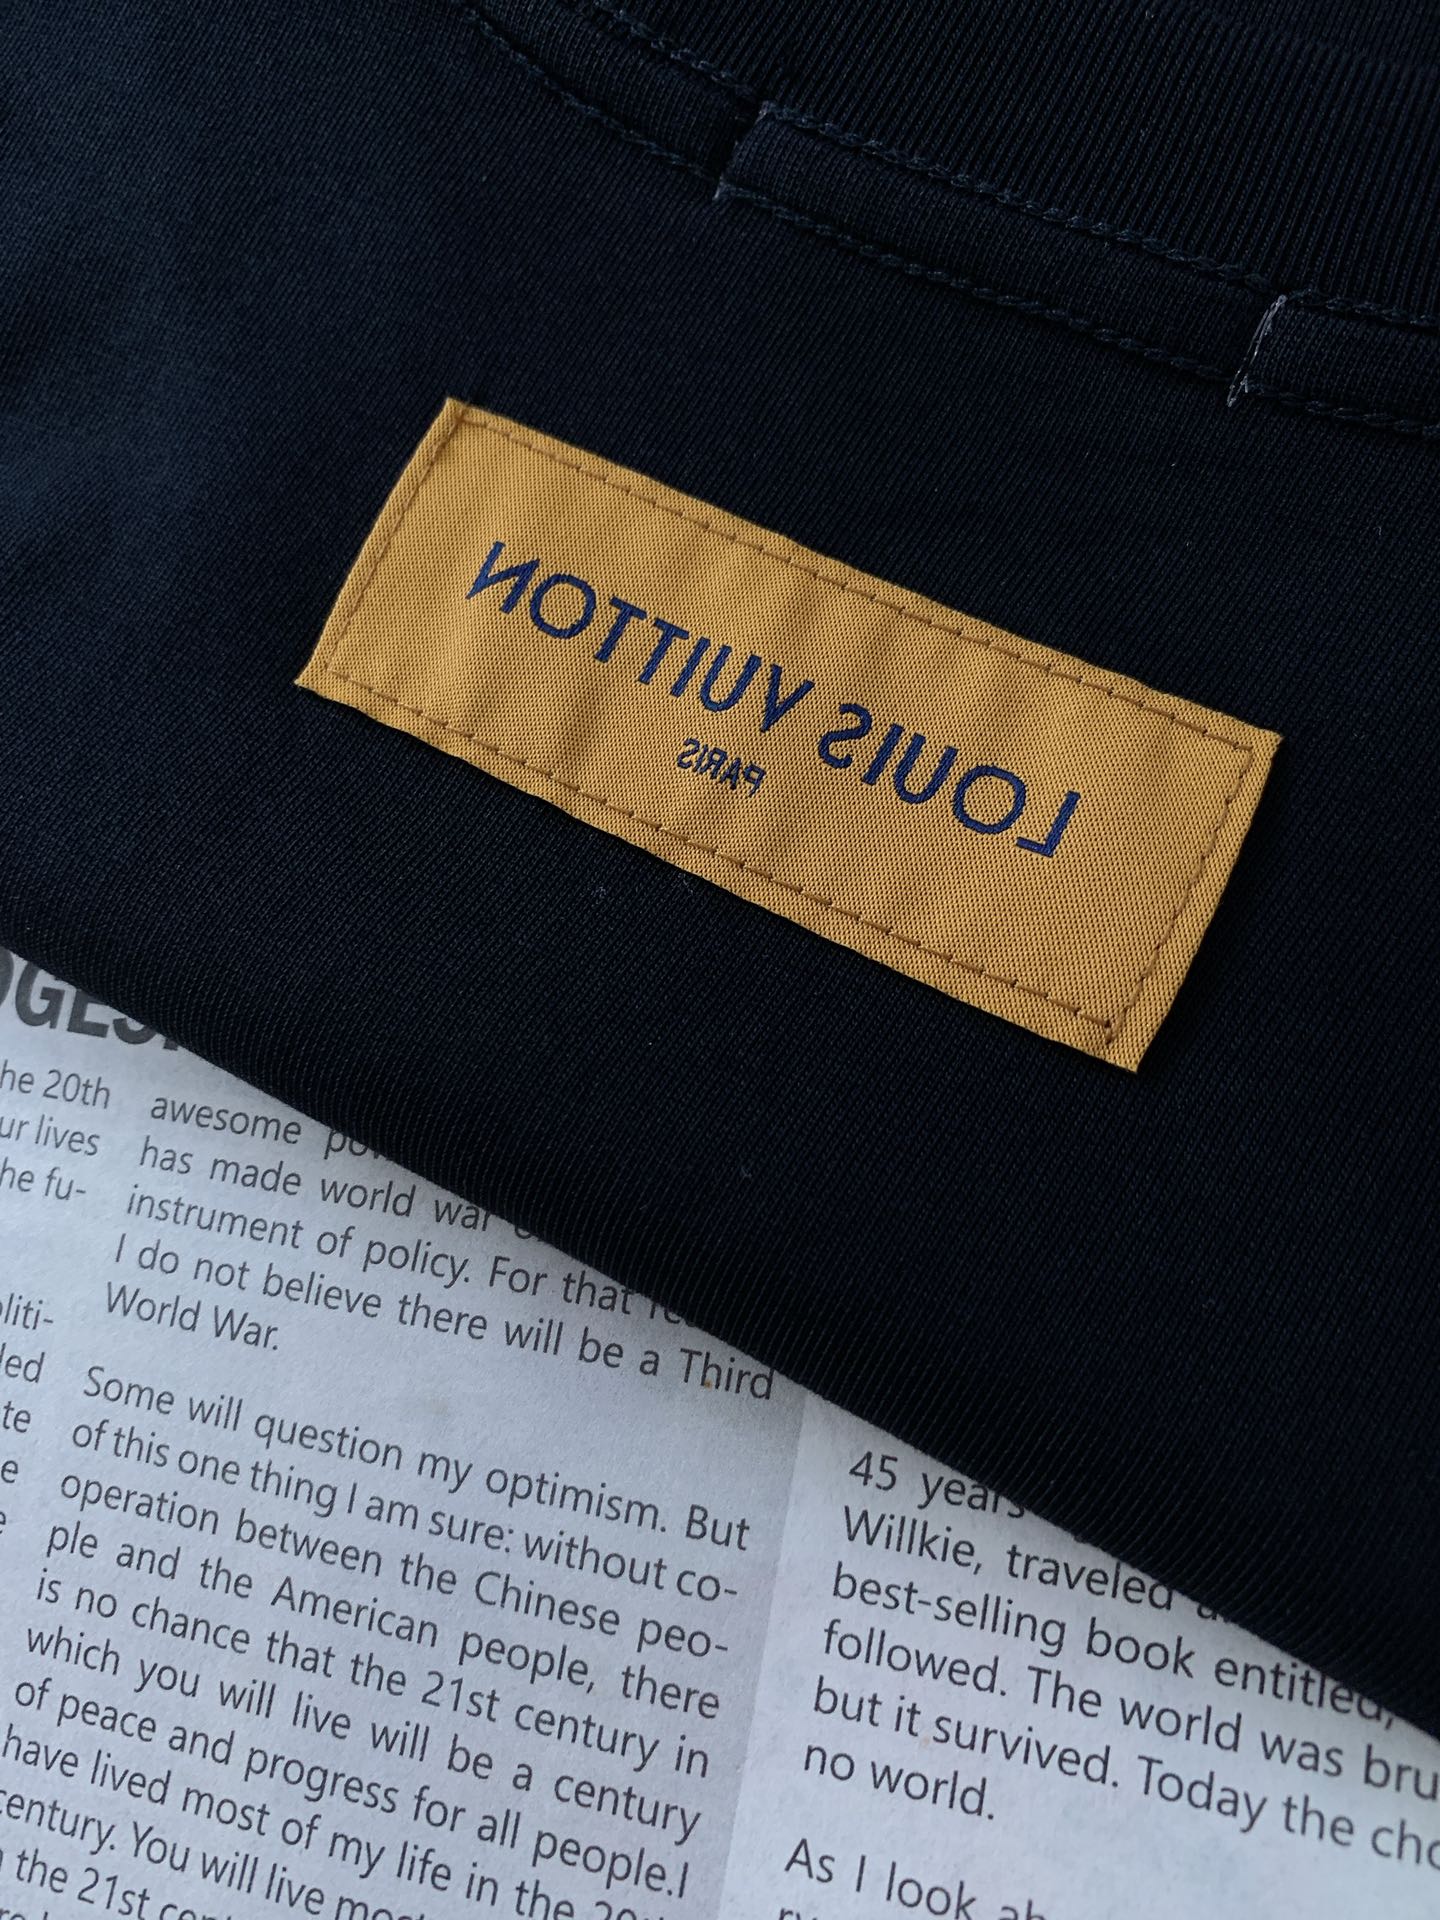 LOUIS VUITTON
PARIS
20th
lives
fu-
awesome
has made world war
instrument of policy. For that
I do not believe there will be a Third
World War.
Some will question my optimism. But
of this one thing I am sure: without co-
operation between the Chinese peo-
ple and the American people, there
is no chance that the 21st century in
which you will live will be a century
of peace and progress for all people.I
have lived most of my life in the
century. You will live
the 21st
45 years
Willkie, traveled
best-selling book entitled,
followed. The world was
but it survived. Today the
no world.
As I look